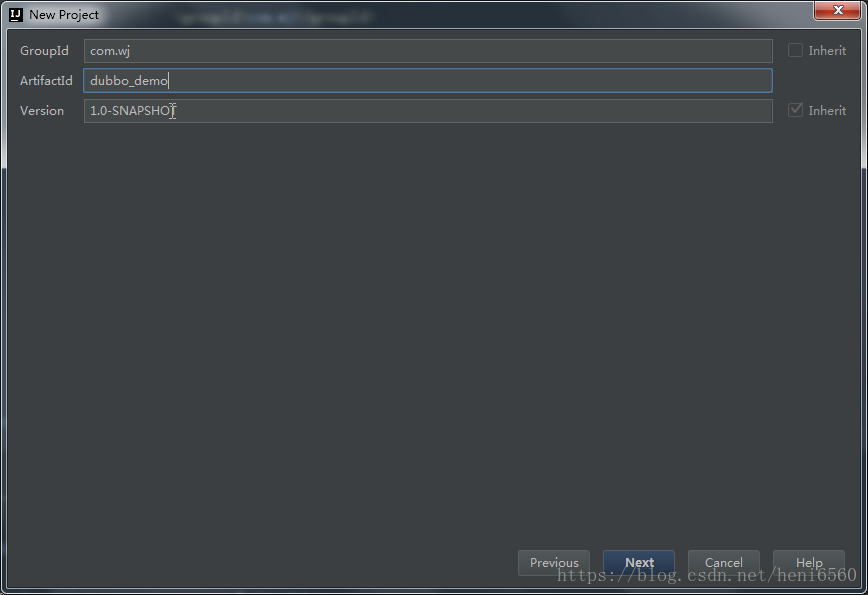 New Project
GroupId com.wj Inherit
ArtifactId dubbo_demo
Version 1.0-SNAPSHOT Inherit
Previous Next Cancel Help
https://blog.csdn.net/heni6560